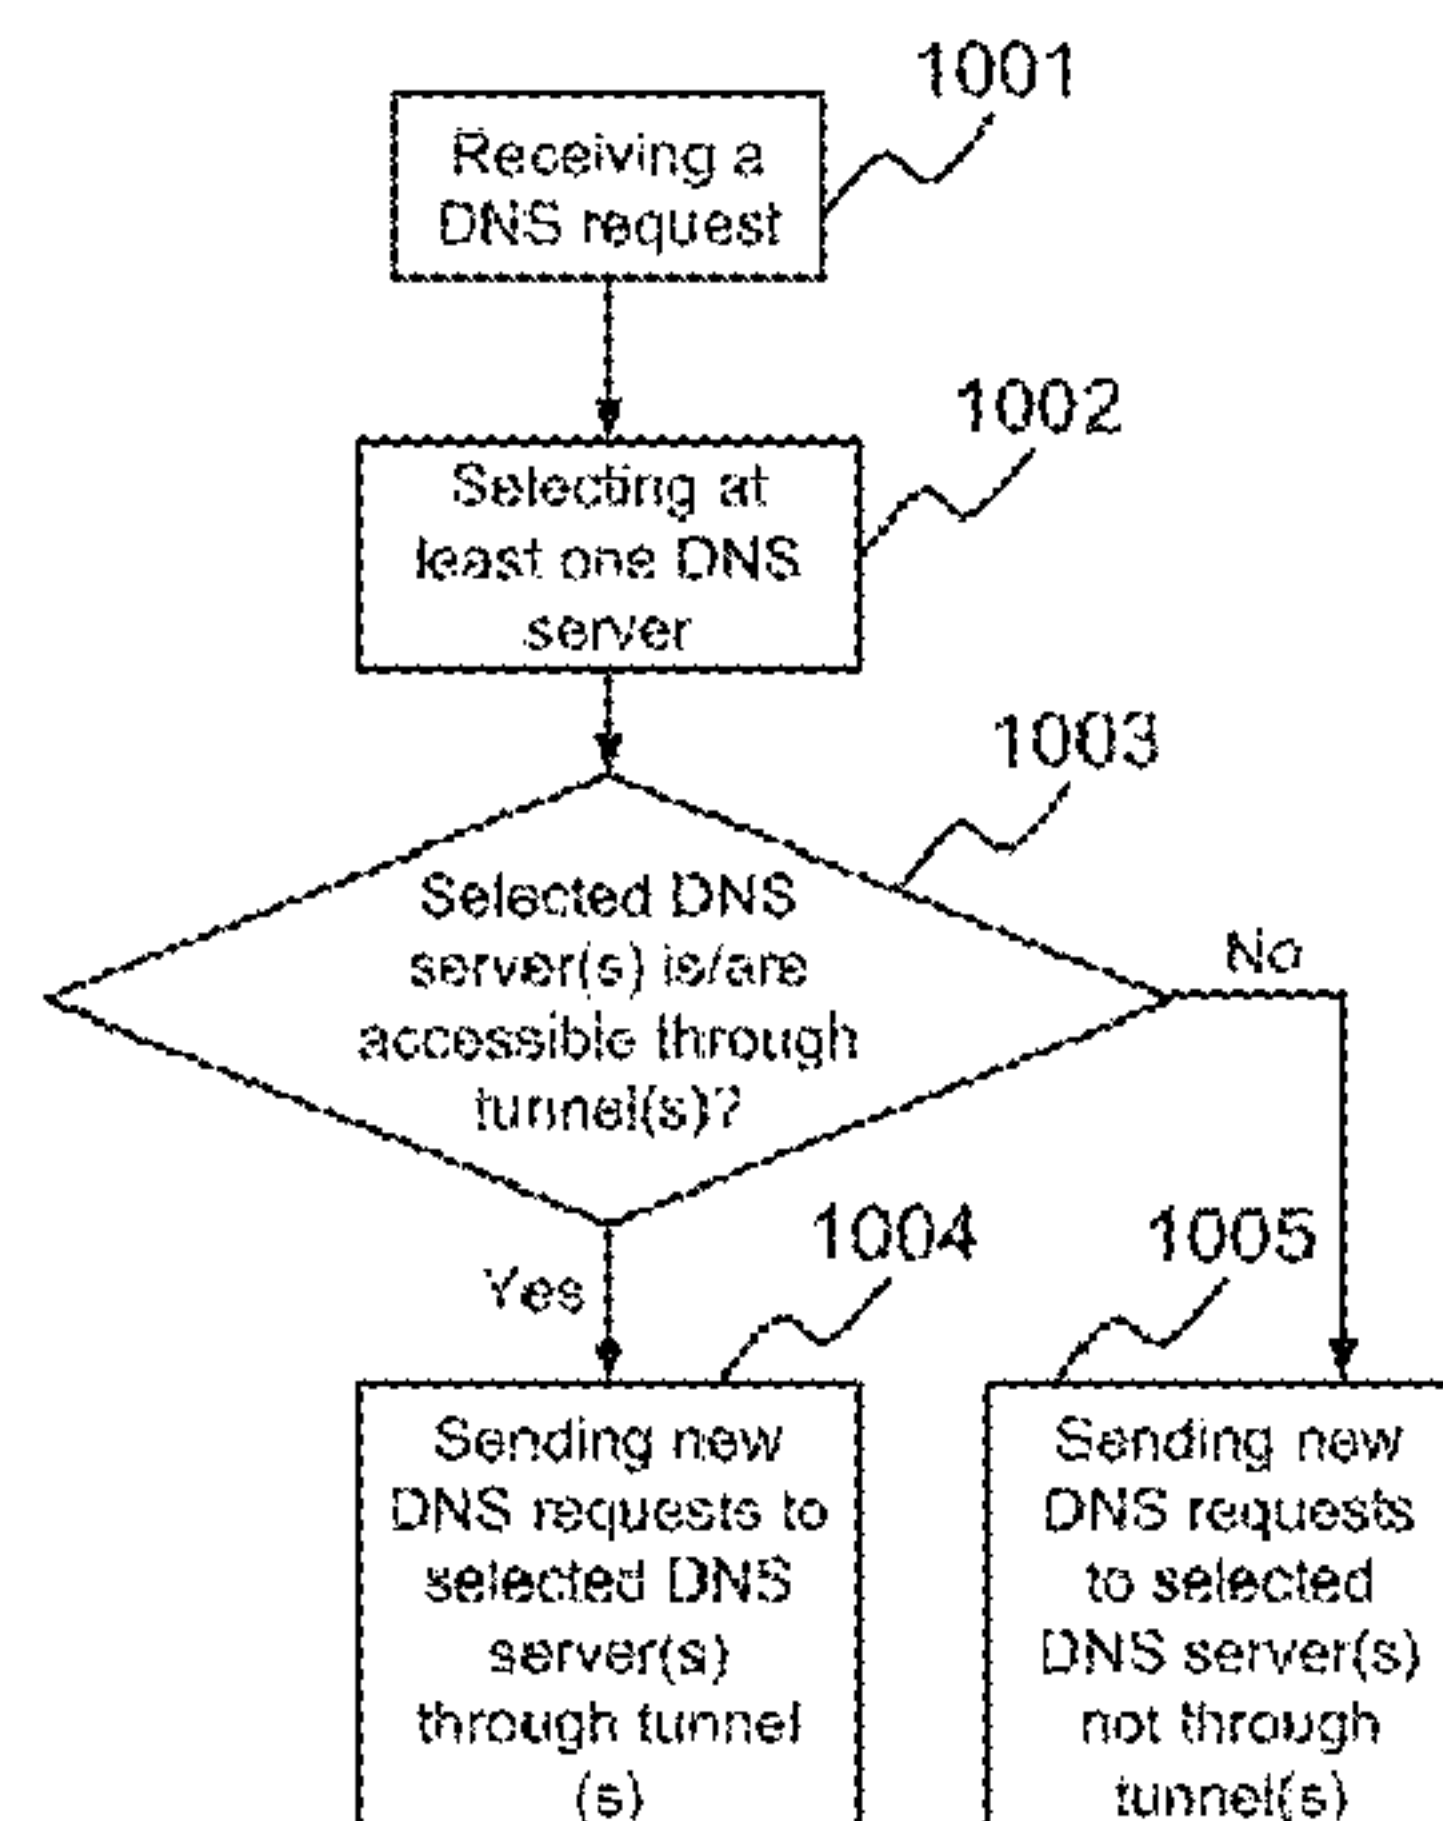 1001
Receiving a
DNS request
1002
Selecting at
least one DNS
server
1003
Selected DNS
server(s) is/are
accessible through
tunnel(s)?
No
Yes
1004
1005
Sending new
DNS requests to
selected DNS
server(s)
through tunnel
(s)
Sending new
DNS requests
to selected
DNS server(s)
not through
tunnel(s)